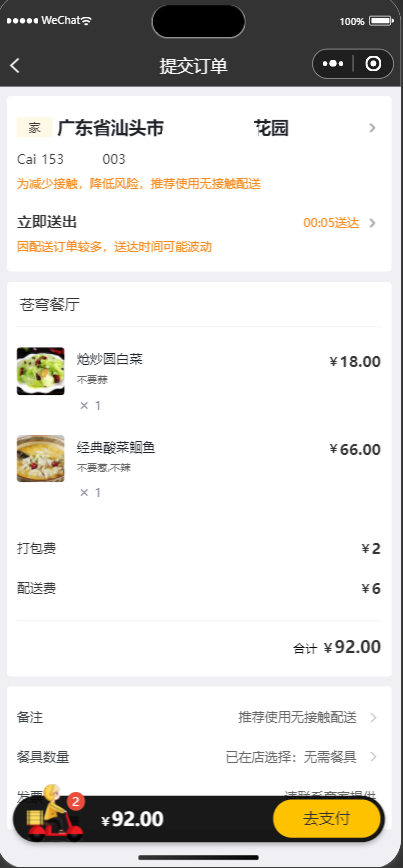 WeChat 100%
提交订单
家 广东省汕头市 花园
Cai 153 003
为减少接触，降低风险，推荐使用无接触配送
立即送出 00:05送达
因配送订单较多，送达时间可能波动
苍穹餐厅
炝炒圆白菜 ￥18.00
不要蒜
× 1
经典酸菜鮰鱼 ￥66.00
不要葱,不辣
× 1
打包费 ￥2
配送费 ￥6
合计 ￥92.00
备注 推荐使用无接触配送
餐具数量 已在店选择：无需餐具
发票 请联系商家提供
2
￥92.00 去支付